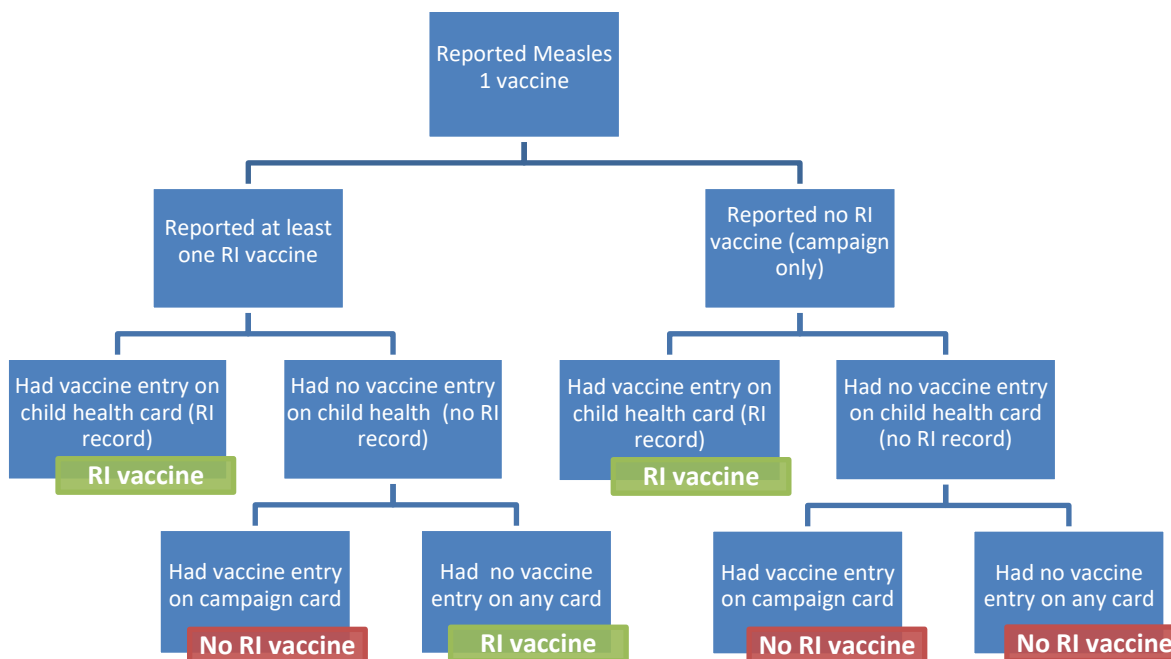 Reported Measles
1 vaccine
Reported at least
one RI vaccine
Reported no RI
vaccine (campaign
only)
Had vaccine entry on
child health card (RI
record)
RI vaccine
Had no vaccine entry
on child health (no RI
record)
Had vaccine entry on
child health card (RI
record)
RI vaccine
Had no vaccine entry
on child health card
(no RI record)
Had vaccine entry
on campaign card
No RI vaccine
Had no vaccine
entry on any card
RI vaccine
Had vaccine entry
on campaign card
No RI vaccine
Had no vaccine
entry on any card
No RI vaccine